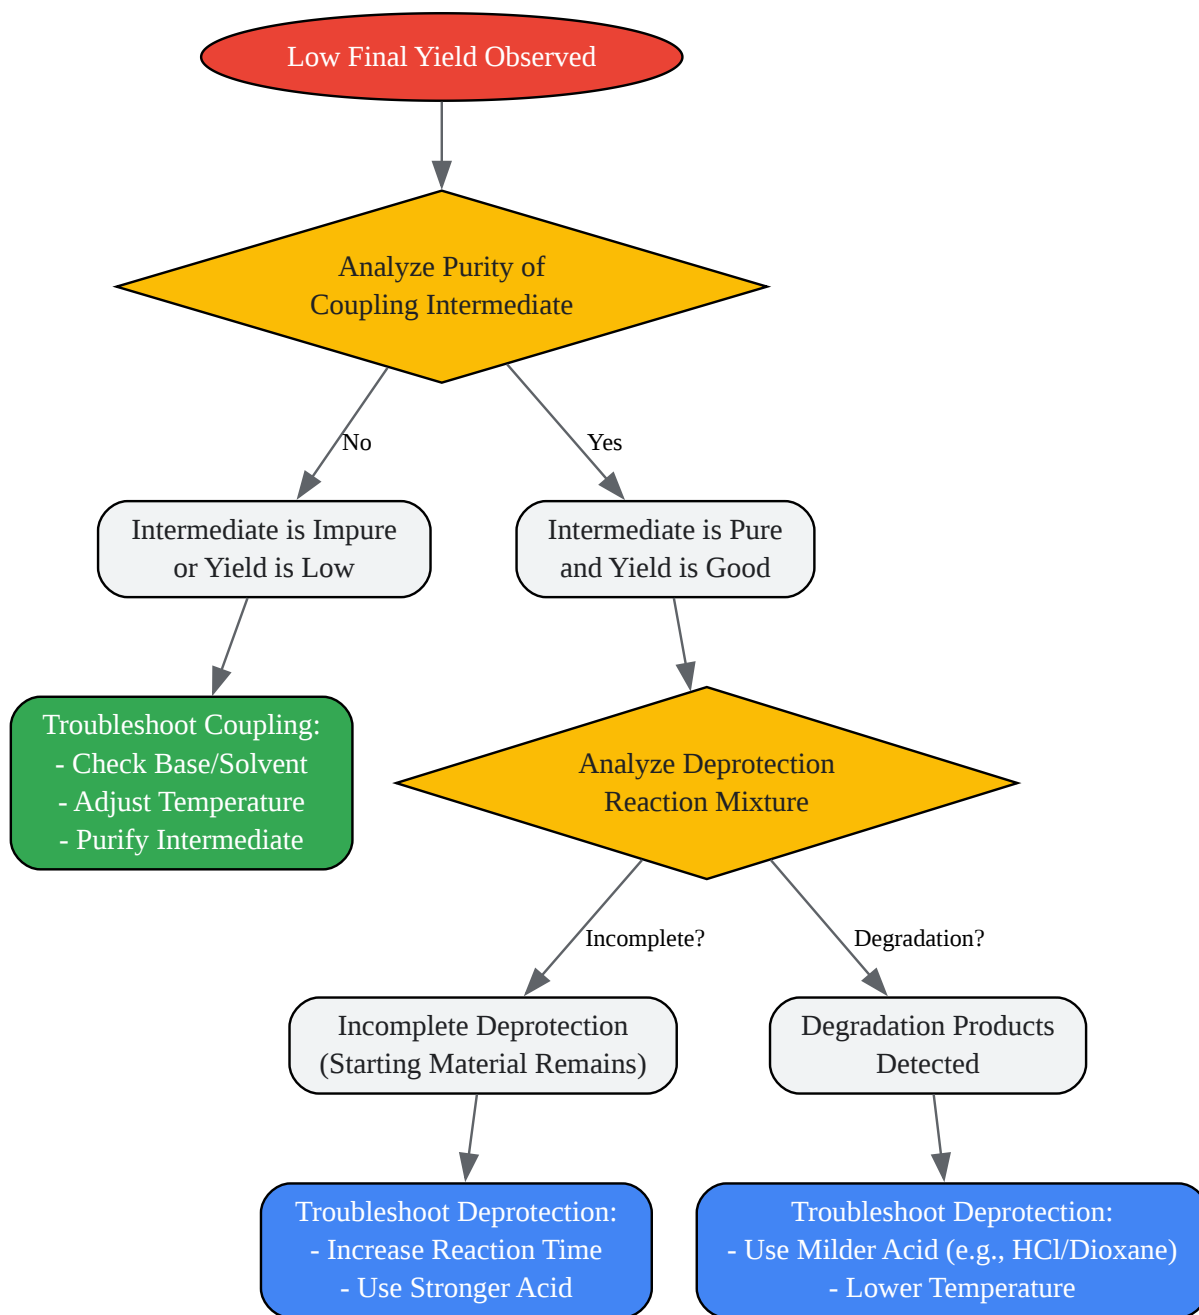 Low Final Yield Observed
Analyze Purity of
Coupling Intermediate
No
Yes
Intermediate is Impure
or Yield is Low
Intermediate is Pure
and Yield is Good
Troubleshoot Coupling:
- Check Base/Solvent
- Adjust Temperature
- Purify Intermediate
Analyze Deprotection
Reaction Mixture
Incomplete?
Degradation?
Incomplete Deprotection
(Starting Material Remains)
Degradation Products
Detected
Troubleshoot Deprotection:
- Increase Reaction Time
- Use Stronger Acid
Troubleshoot Deprotection:
- Use Milder Acid (e.g., HCl/Dioxane)
- Lower Temperature